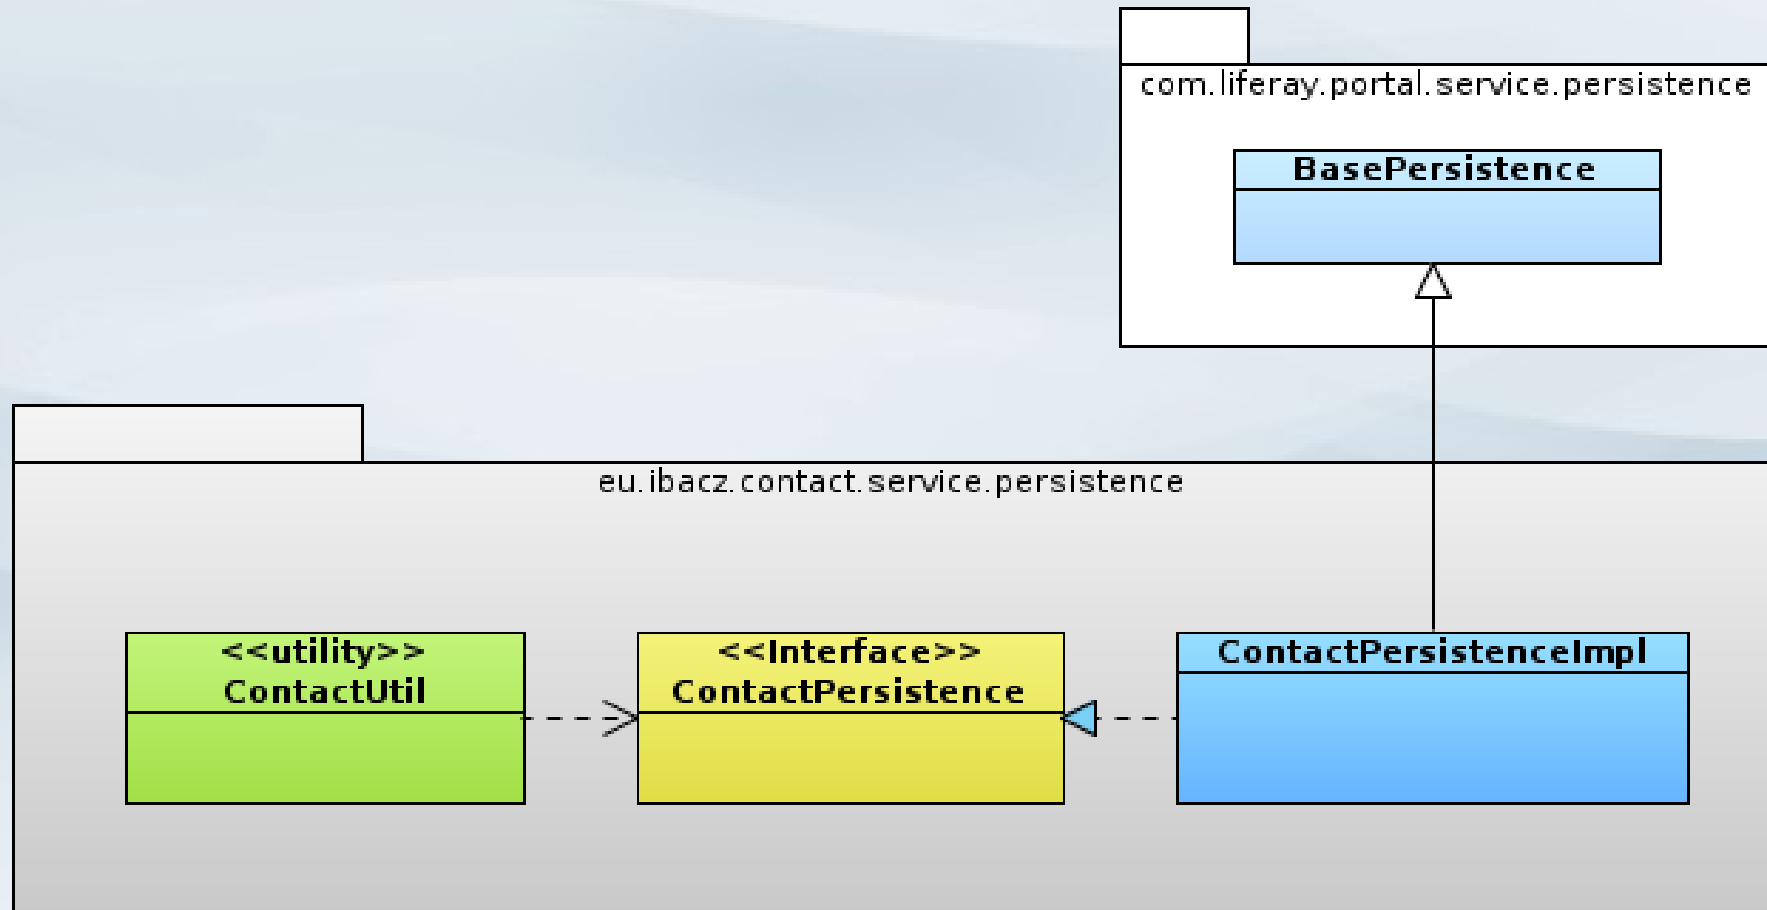 com.liferay.portal.service.persistence
BasePersistence
eu.ibacz.contact.service.persistence
<<utility>>
ContactUtil
<<Interface>>
ContactPersistence
ContactPersistenceImpl